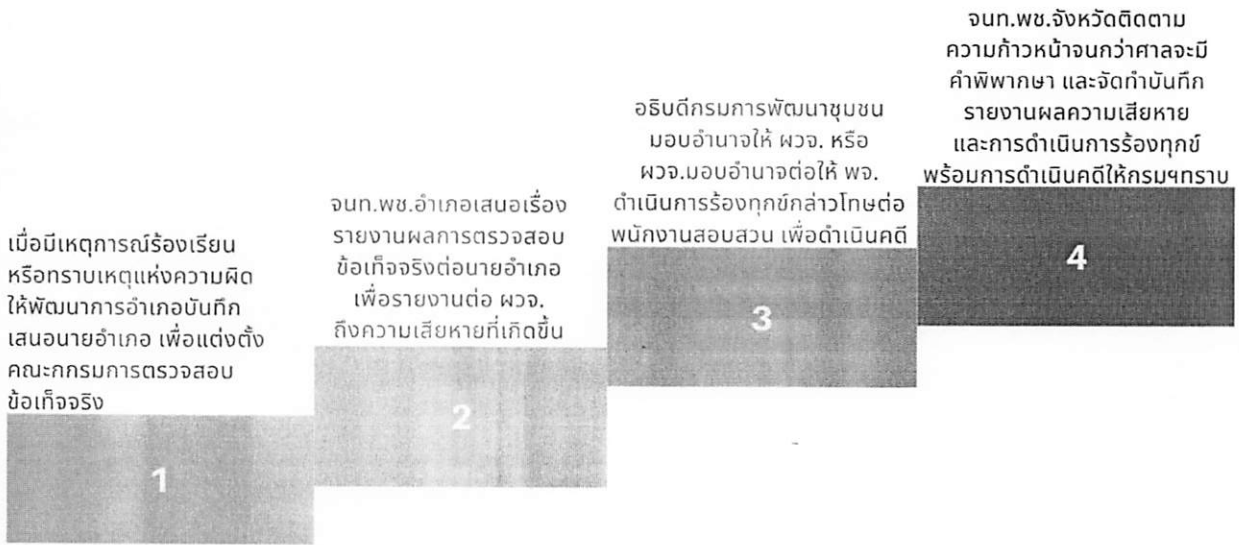 เมื่อมีเหตุการณ์ร้องเรียน
หรือทราบเหตุแห่งความผิด
ให้พัฒนาการอำเภอบันทึก
เสนอนายอำเภอ เพื่อแต่งตั้ง
คณะกกรมการตรวจสอบ
ข้อเท็จจริง
1
จนท.พช.อำเภอเสนอเรื่อง
รายงานผลการตรวจสอบ
ข้อเท็จจริงต่อนายอำเภอ
เพื่อรายงานต่อ ผวจ.
ถึงความเสียหายที่เกิดขึ้น
2
อธิบดีกรมการพัฒนาชุมชน
มอบอำนาจให้ ผวจ. หรือ
ผวจ.มอบอำนาจต่อให้ พจ.
ดำเนินการร้องทุกข์กล่าวโทษต่อ
พนักงานสอบสวน เพื่อดำเนินคดี
3
จนท.พช.จังหวัดติดตาม
ความก้าวหน้าจนกว่าศาลจะมี
คำพิพากษา และจัดทำบันทึก
รายงานผลความเสียหาย
และการดำเนินการร้องทุกข์
พร้อมการดำเนินคดีให้กรมฯทราบ
4